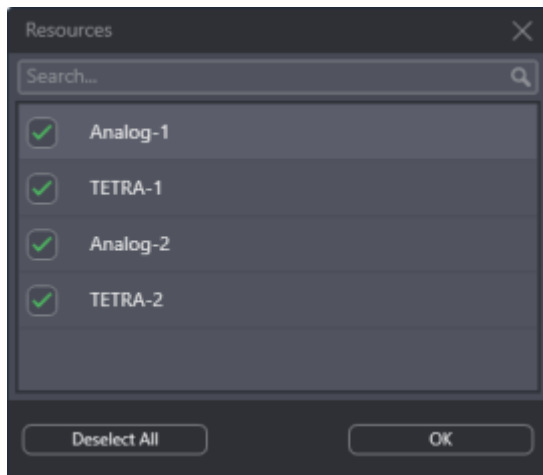 Resources
Search...
Analog-1
TETRA-1
Analog-2
TETRA-2
Deselect All
OK